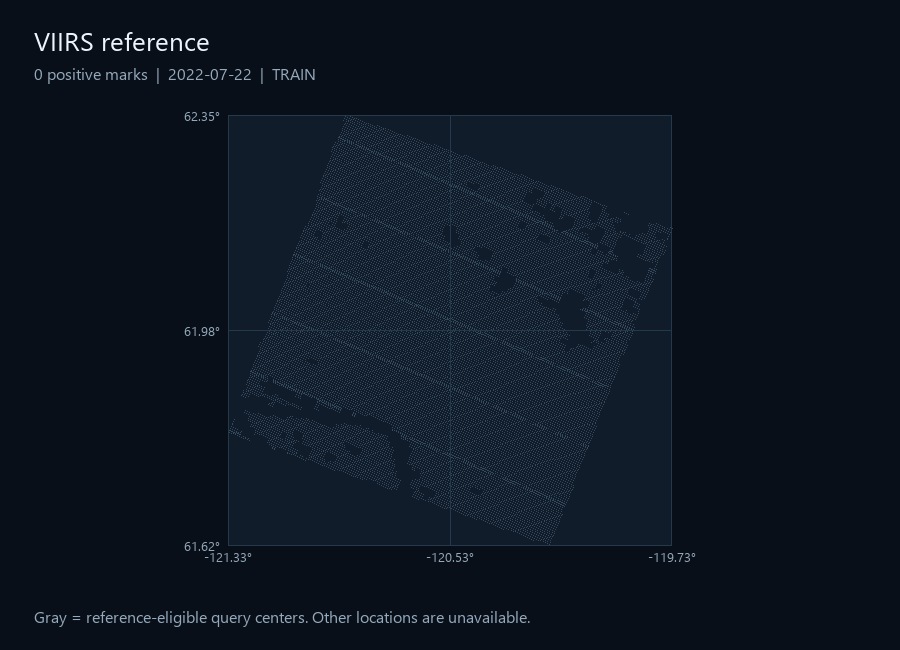 VIIRS reference
0 positive marks | 2022-07-22 | TRAIN
62.35°
61.98°
61.62°
-121.33°
-120.53°
-119.73°
Gray = reference-eligible query centers. Other locations are unavailable.